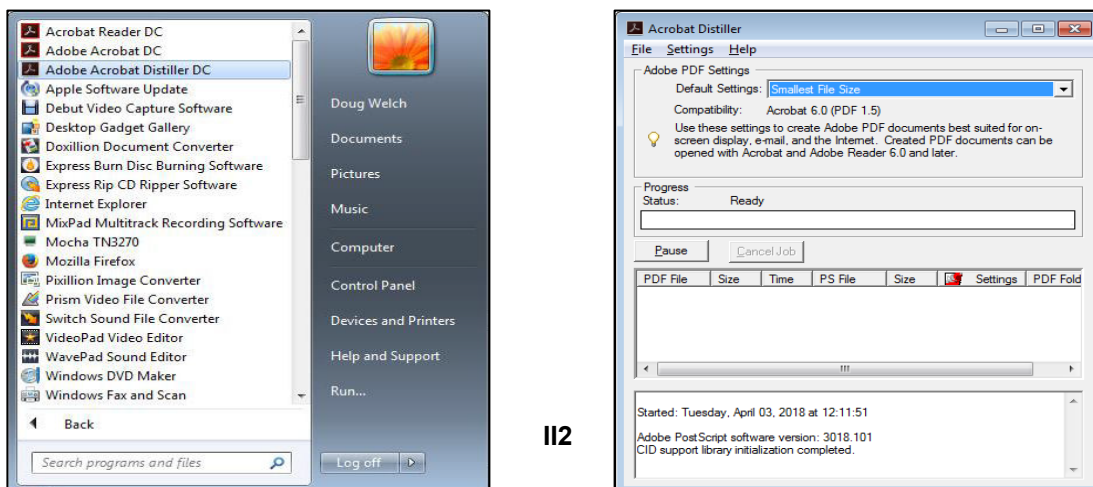 Acrobat Reader DC
Adobe Acrobat DC
Adobe Acrobat Distiller DC
Apple Software Update
Debut Video Capture Software
Desktop Gadget Gallery
Doxillion Document Converter
Express Burn Disc Burning Software
Express Rip CD Ripper Software
Internet Explorer
MixPad Multitrack Recording Software
Mocha TN3270
Mozilla Firefox
Pixillion Image Converter
Prism Video File Converter
Switch Sound File Converter
VideoPad Video Editor
WavePad Sound Editor
Windows DVD Maker
Windows Fax and Scan
Back
Search programs and files
Doug Welch
Documents
Pictures
Music
Computer
Control Panel
Devices and Printers
Help and Support
Run...
Log off
II2
Acrobat Distiller
File Settings Help
Adobe PDF Settings
Default Settings: Smallest File Size
Compatibility: Acrobat 6.0 (PDF 1.5)
Use these settings to create Adobe PDF documents best suited for on-
screen display, e-mail, and the Internet. Created PDF documents can be
opened with Acrobat and Adobe Reader 6.0 and later.
Progress
Status: Ready
Pause Cancel Job
PDF File Size Time PS File Size Settings PDF Fold
Started: Tuesday, April 03, 2018 at 12:11:51
Adobe PostScript software version: 3018.101
CID support library initialization completed.